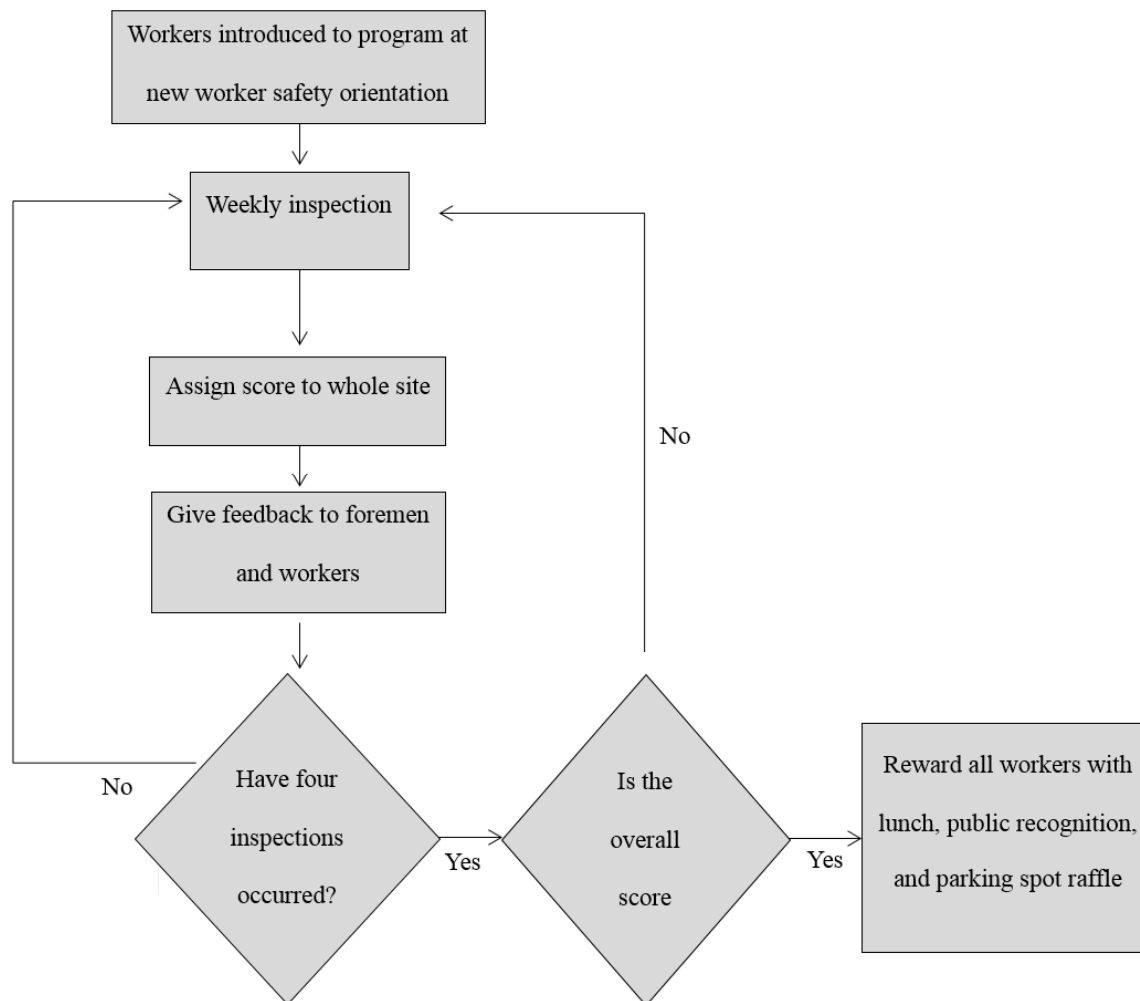 Workers introduced to program at
new worker safety orientation
Weekly inspection
Assign score to whole site
No
Give feedback to foremen
and workers
Have four
inspections
occurred?
No
Yes
Is the
overall
score
Yes
Reward all workers with
lunch, public recognition,
and parking spot raffle